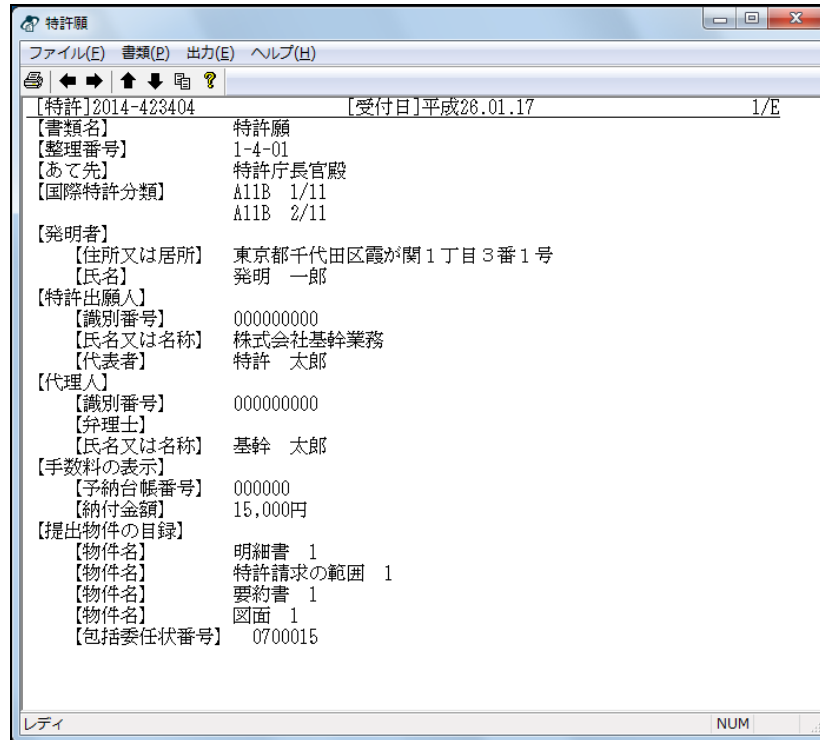 特許願
ファイル(F) 書類(P) 出力(E) ヘルプ(H)
[特許]2014-423404 [受付日]平成26.01.17 1/E
【書類名】 特許願
【整理番号】 1-4-01
【あて先】 特許庁長官殿
【国際特許分類】 A11B 1/11
A11B 2/11
【発明者】
【住所又は居所】 東京都千代田区霞が関1丁目3番1号
【氏名】 発明 一郎
【特許出願人】
【識別番号】 000000000
【氏名又は名称】 株式会社基幹業務
【代表者】 特許 太郎
【代理人】
【識別番号】 000000000
【弁理士】
【氏名又は名称】 基幹 太郎
【手数料の表示】
【予納台帳番号】 000000
【納付金額】 15,000円
【提出物件の目録】
【物件名】 明細書 1
【物件名】 特許請求の範囲 1
【物件名】 要約書 1
【物件名】 図面 1
【包括委任状番号】 0700015
レディ NUM